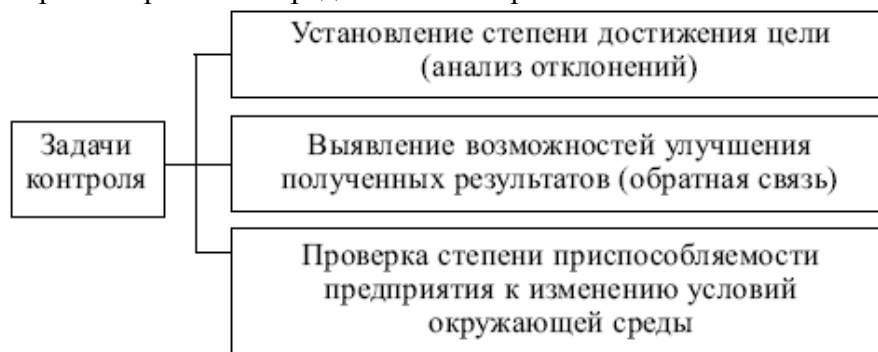 Установление степени достижения цели
(анализ отклонений)
Задачи
контроля
Выявление возможностей улучшения
полученных результатов (обратная связь)
Проверка степени приспособляемости
предприятия к изменению условий
окружающей среды